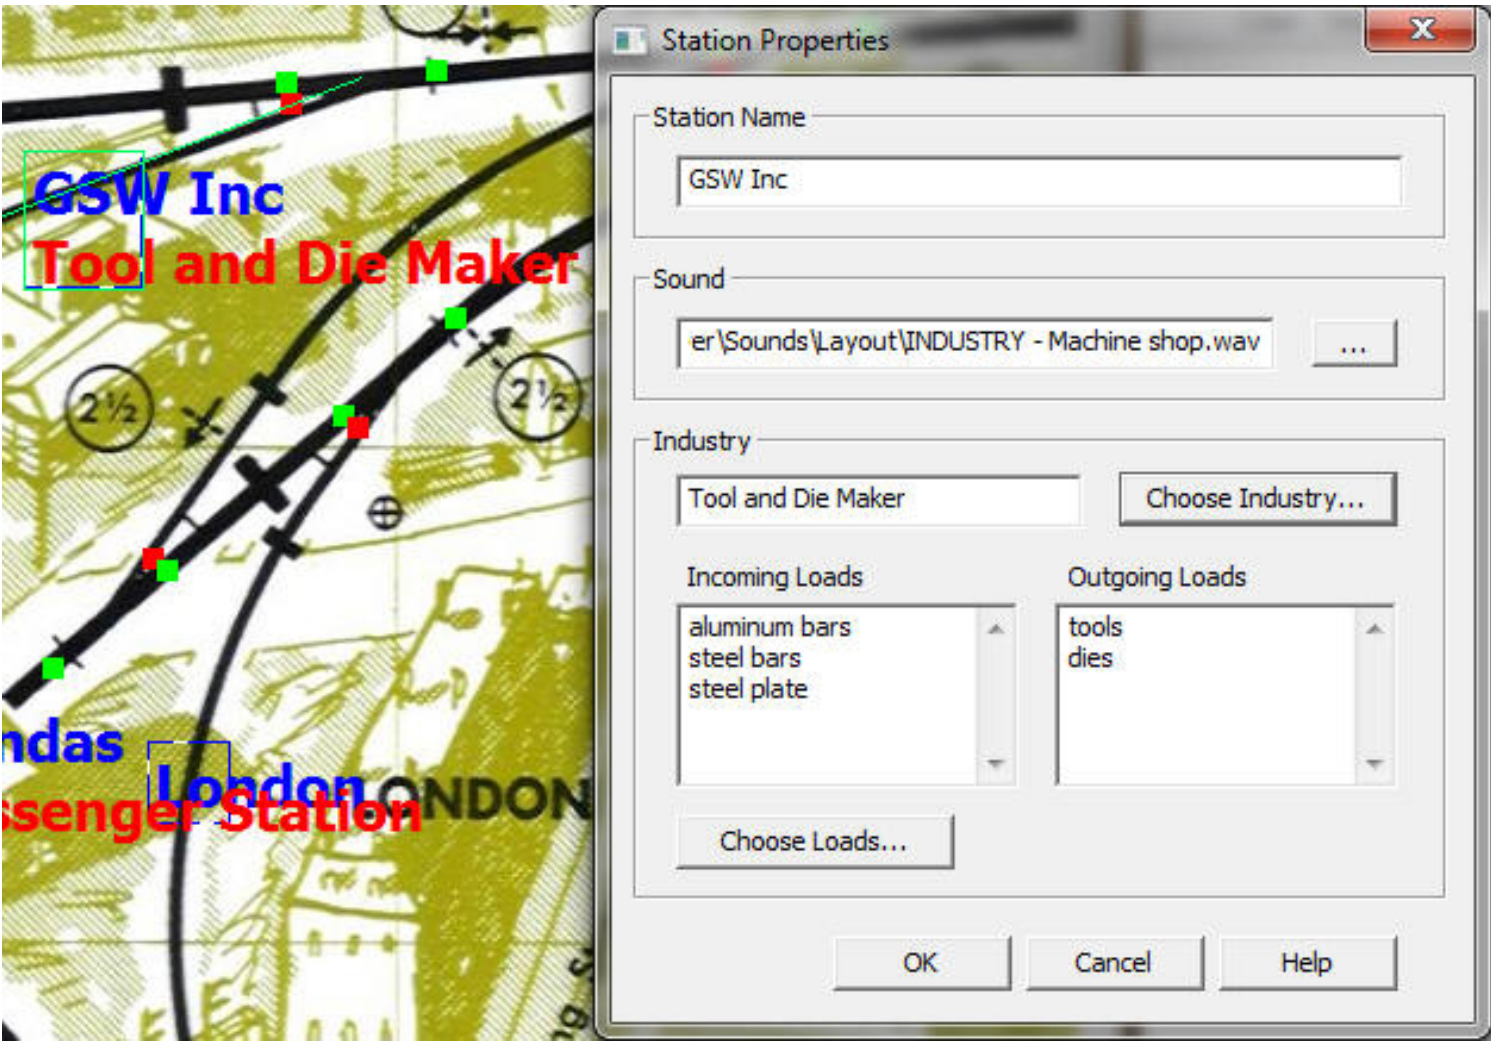 GSW Inc
Tool and Die Maker
2½
2½
ndas
London
LONDON
ssenger Station
Station Properties
X
Station Name
GSW Inc
Sound
er\Sounds\Layout\INDUSTRY - Machine shop.wav
...
Industry
Tool and Die Maker
Choose Industry...
Incoming Loads
Outgoing Loads
aluminum bars
steel bars
steel plate
tools
dies
Choose Loads...
OK
Cancel
Help